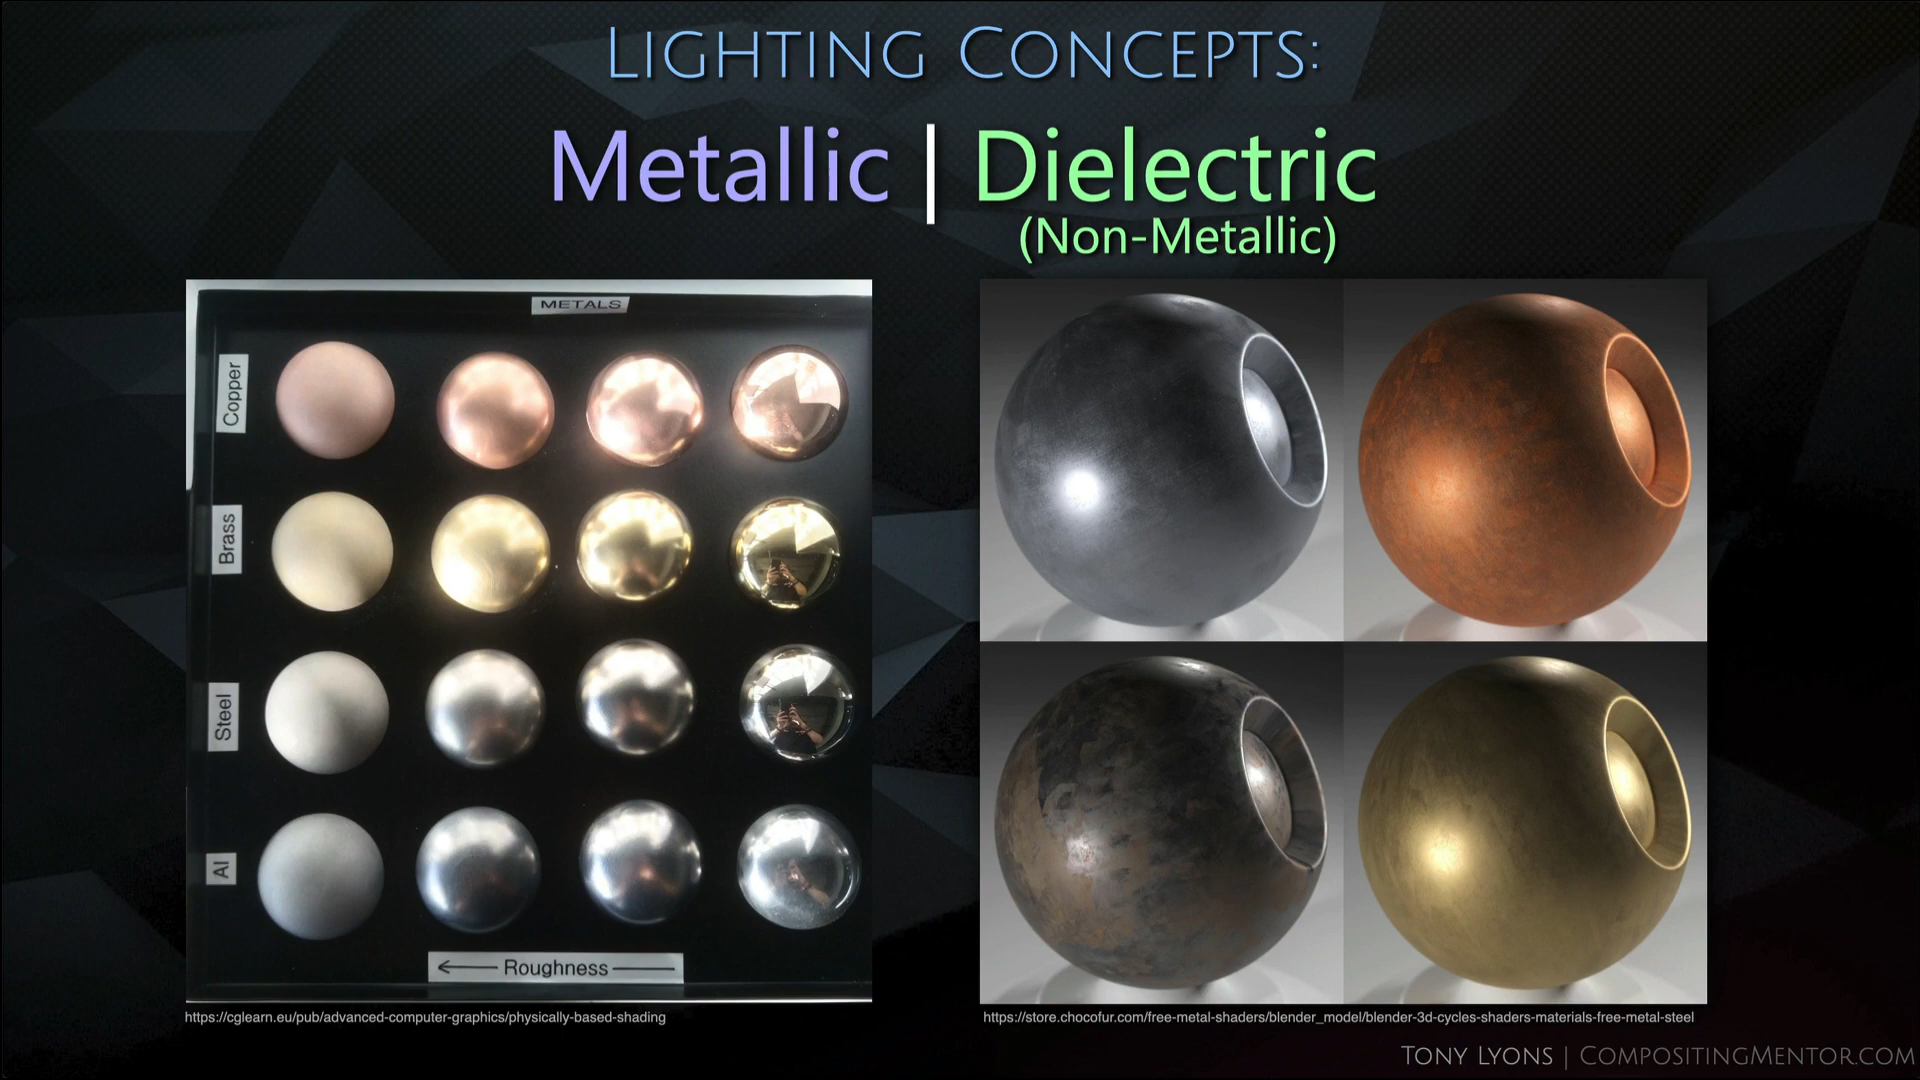 LIGHTING CONCEPTS:
Metallic | Dielectric
(Non-Metallic)
METALS
Copper
Brass
Steel
Al
← Roughness
https://cglearn.eu/pub/advanced-computer-graphics/physically-based-shading
https://store.chocofur.com/free-metal-shaders/blender_model/blender-3d-cycles-shaders-materials-free-metal-steel
TONY LYONS | COMPOSITINGMENTOR.COM